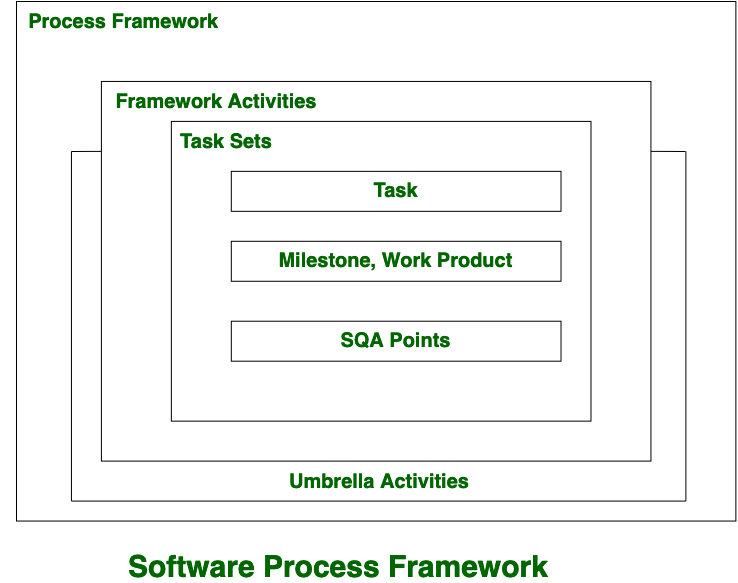 Process Framework
Framework Activities
Task Sets
Task
Milestone, Work Product
SQA Points
Umbrella Activities
Software Process Framework